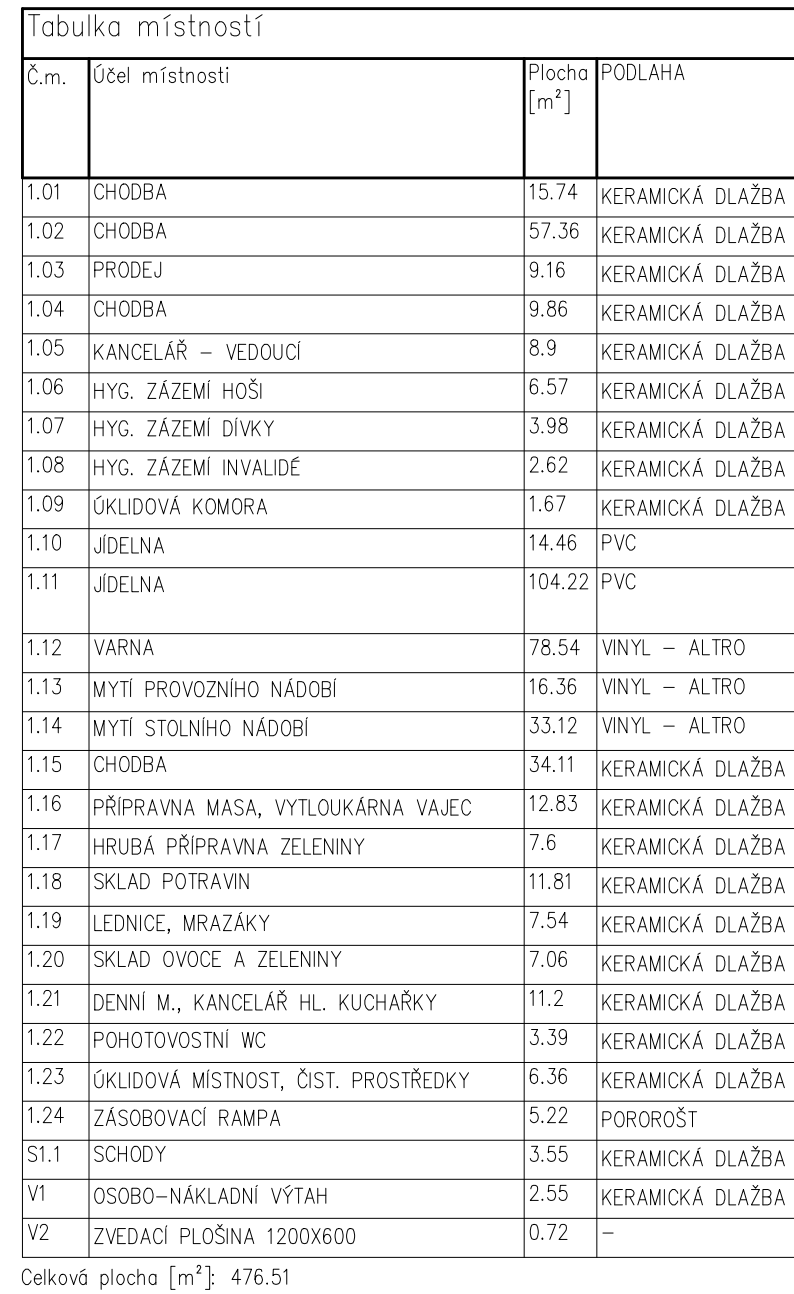 Tabulka místností
Č.m. Účel místnosti Plocha PODLAHA
[m²]
1.01 CHODBA 15.74 KERAMICKÁ DLAŽBA
1.02 CHODBA 57.36 KERAMICKÁ DLAŽBA
1.03 PRODEJ 9.16 KERAMICKÁ DLAŽBA
1.04 CHODBA 9.86 KERAMICKÁ DLAŽBA
1.05 KANCELÁŘ – VEDOUCÍ 8.9 KERAMICKÁ DLAŽBA
1.06 HYG. ZÁZEMÍ HOŠI 6.57 KERAMICKÁ DLAŽBA
1.07 HYG. ZÁZEMÍ DÍVKY 3.98 KERAMICKÁ DLAŽBA
1.08 HYG. ZÁZEMÍ INVALIDÉ 2.62 KERAMICKÁ DLAŽBA
1.09 ÚKLIDOVÁ KOMORA 1.67 KERAMICKÁ DLAŽBA
1.10 JÍDELNA 14.46 PVC
1.11 JÍDELNA 104.22 PVC
1.12 VARNA 78.54 VINYL – ALTRO
1.13 MYTÍ PROVOZNÍHO NÁDOBÍ 16.36 VINYL – ALTRO
1.14 MYTÍ STOLNÍHO NÁDOBÍ 33.12 VINYL – ALTRO
1.15 CHODBA 34.11 KERAMICKÁ DLAŽBA
1.16 PŘÍPRAVNA MASA, VYTLOUKÁRNA VAJEC 12.83 KERAMICKÁ DLAŽBA
1.17 HRUBÁ PŘÍPRAVNA ZELENINY 7.6 KERAMICKÁ DLAŽBA
1.18 SKLAD POTRAVIN 11.81 KERAMICKÁ DLAŽBA
1.19 LEDNICE, MRAZÁKY 7.54 KERAMICKÁ DLAŽBA
1.20 SKLAD OVOCE A ZELENINY 7.06 KERAMICKÁ DLAŽBA
1.21 DENNÍ M., KANCELÁŘ HL. KUCHAŘKY 11.2 KERAMICKÁ DLAŽBA
1.22 POHOTOVOSTNÍ WC 3.39 KERAMICKÁ DLAŽBA
1.23 ÚKLIDOVÁ MÍSTNOST, ČIST. PROSTŘEDKY 6.36 KERAMICKÁ DLAŽBA
1.24 ZÁSOBOVACÍ RAMPA 5.22 POROROŠT
S1.1 SCHODY 3.55 KERAMICKÁ DLAŽBA
V1 OSOBO–NÁKLADNÍ VÝTAH 2.55 KERAMICKÁ DLAŽBA
V2 ZVEDACÍ PLOŠINA 1200X600 0.72 –
Celková plocha [m²]: 476.51